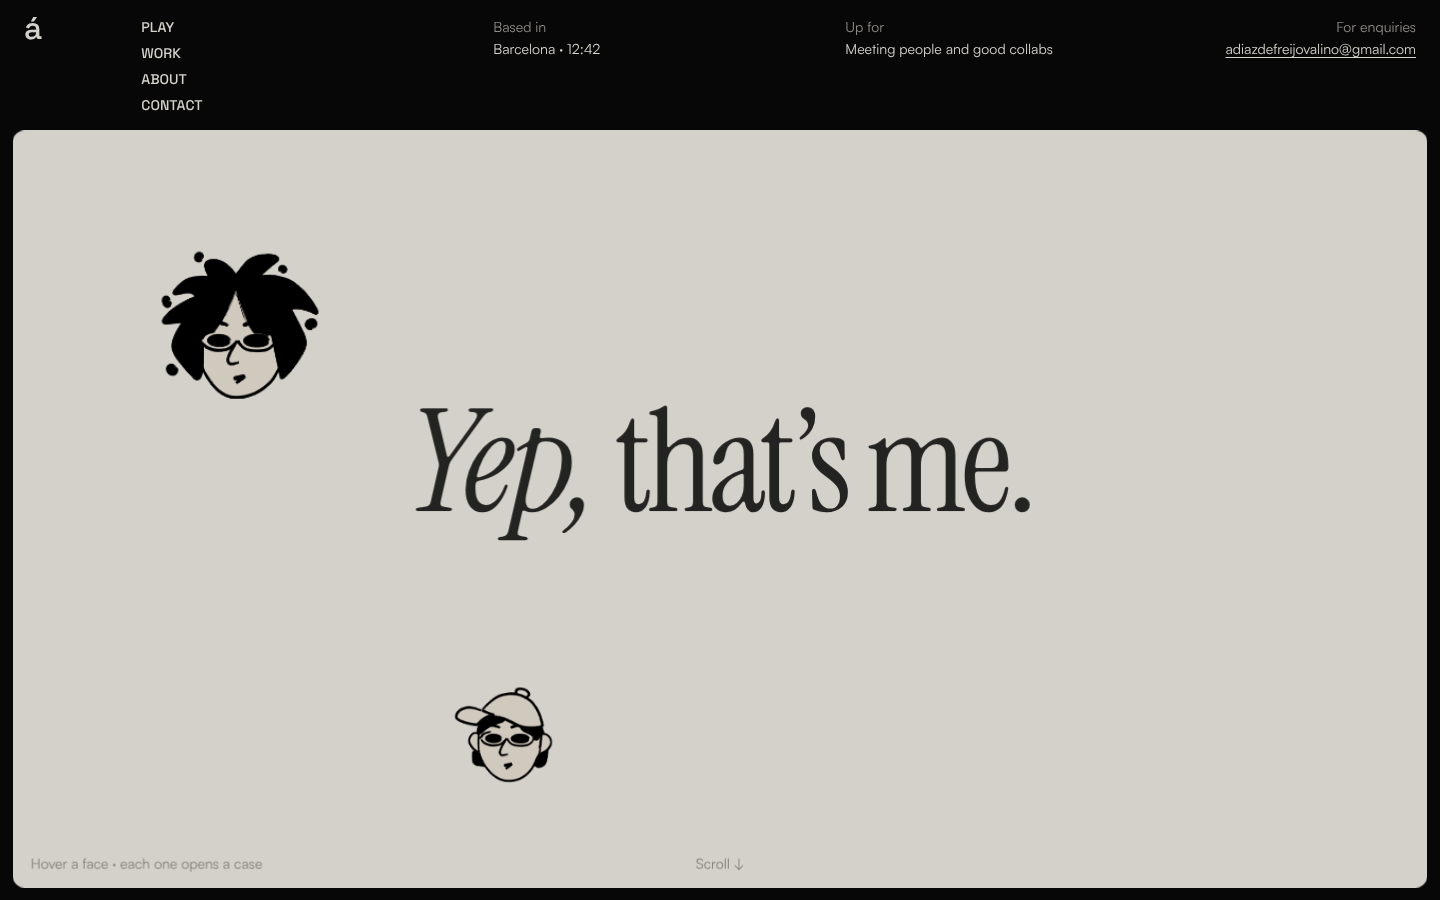 á
PLAY
WORK
ABOUT
CONTACT
Based in
Barcelona · 12:42
Up for
Meeting people and good collabs
For enquiries
adiazdefreijovalino@gmail.com
Yep, that’s me.
Hover a face · each one opens a case
Scroll ↓